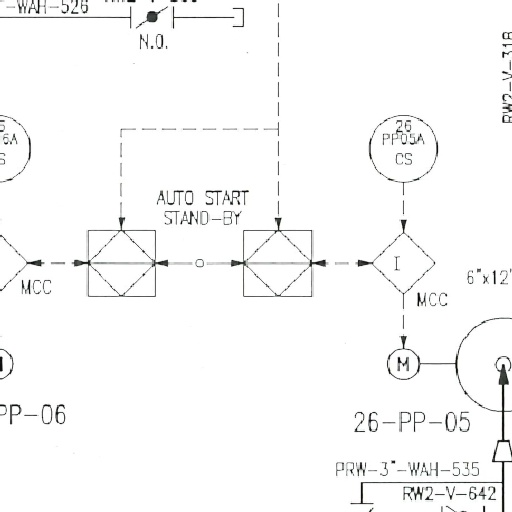 -WAH-526
N.O.
RW2-V-318
26
PP05A
CS
6A
S
AUTO START
STAND-BY
I
MCC
MCC
6"x12"
M
PP-06
26-PP-05
PRW-3"-WAH-535
RW2-V-642